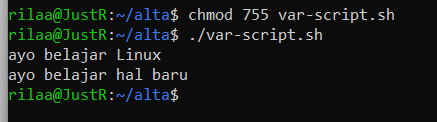 rilaa@JustR:~/alta$ chmod 755 var-script.sh
rilaa@JustR:~/alta$ ./var-script.sh
ayo belajar Linux
ayo belajar hal baru
rilaa@JustR:~/alta$